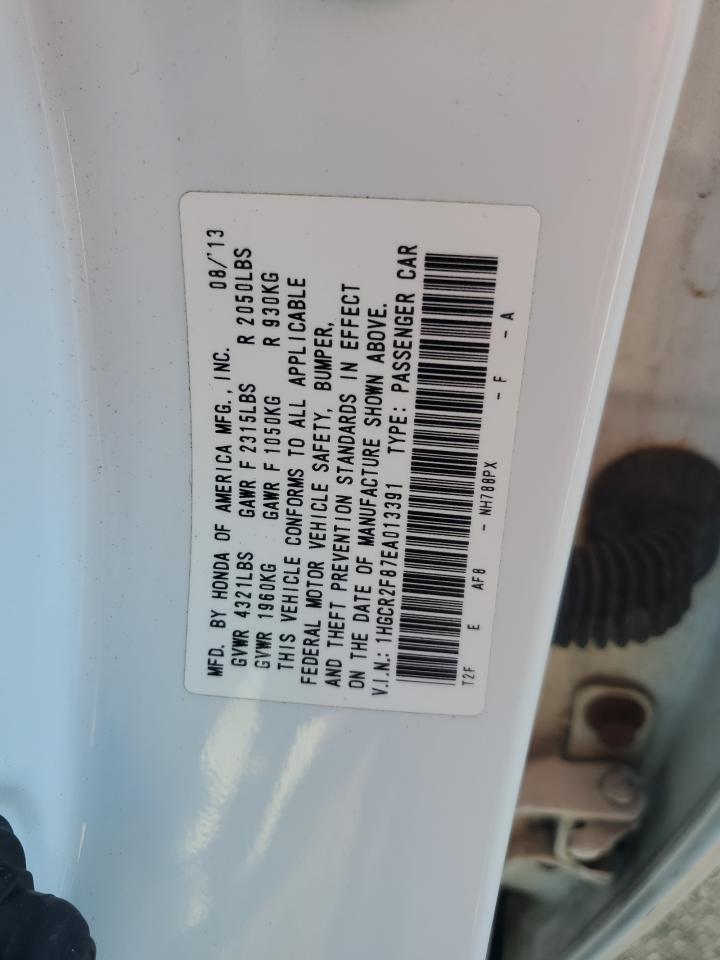 MFD. BY HONDA OF AMERICA MFG., INC. 08/'13
GVWR 4321LBS GAWR F 2315LBS R 2050LBS
GVWR 1960KG GAWR F 1050KG R 930KG
THIS VEHICLE CONFORMS TO ALL APPLICABLE
FEDERAL MOTOR VEHICLE SAFETY, BUMPER,
AND THEFT PREVENTION STANDARDS IN EFFECT
ON THE DATE OF MANUFACTURE SHOWN ABOVE.
V.I.N.: 1HGCR2F87EA013391 TYPE: PASSENGER CAR
T2F E AF8 - NH788PX - F - A